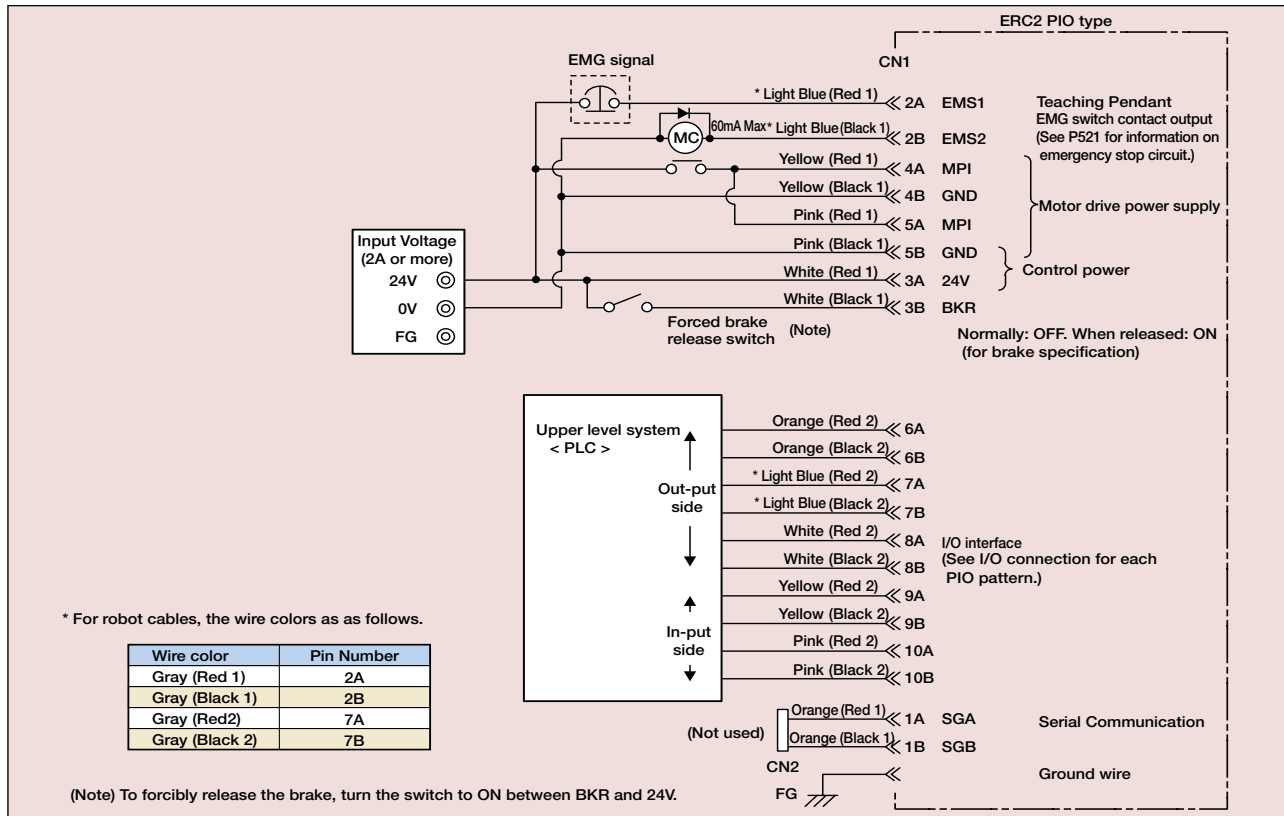 ERC2 PIO type
CN1
EMG signal
* Light Blue (Red 1) 2A EMS1
Teaching Pendant
EMG switch contact output
(See P521 for information on
emergency stop circuit.)
MC
60mA Max* Light Blue (Black 1) 2B EMS2
Yellow (Red 1) 4A MPI
Yellow (Black 1) 4B GND
Pink (Red 1) 5A MPI
Motor drive power supply
Pink (Black 1) 5B GND
White (Red 1) 3A 24V
Control power
White (Black 1) 3B BKR
Input Voltage
(2A or more)
24V
0V
FG
Forced brake
release switch
(Note)
Normally: OFF. When released: ON
(for brake specification)
Upper level system
< PLC >
Out-put
side
In-put
side
Orange (Red 2) 6A
Orange (Black 2) 6B
* Light Blue (Red 2) 7A
* Light Blue (Black 2) 7B
White (Red 2) 8A
White (Black 2) 8B
Yellow (Red 2) 9A
Yellow (Black 2) 9B
Pink (Red 2) 10A
Pink (Black 2) 10B
I/O interface
(See I/O connection for each
PIO pattern.)
(Not used)
Orange (Red 1) 1A SGA
Serial Communication
Orange (Black 1) 1B SGB
CN2
FG
Ground wire
* For robot cables, the wire colors as as follows.
Wire color Pin Number
Gray (Red 1) 2A
Gray (Black 1) 2B
Gray (Red2) 7A
Gray (Black 2) 7B
(Note) To forcibly release the brake, turn the switch to ON between BKR and 24V.